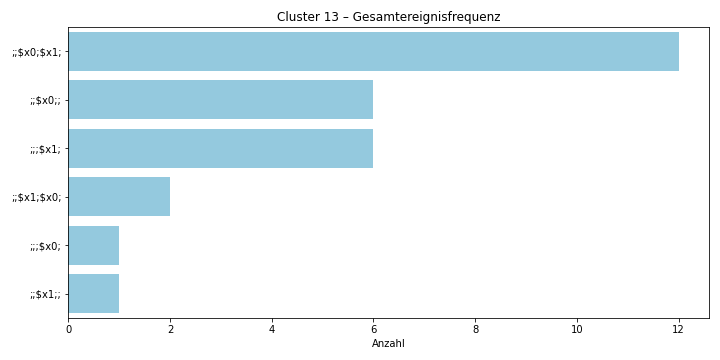 Cluster 13 – Gesamtereignisfrequenz
;;$x0;$x1;
;;$x0;;
;;;$x1;
;;$x1;$x0;
;;;$x0;
;;$x1;;
0 2 4 6 8 10 12
Anzahl